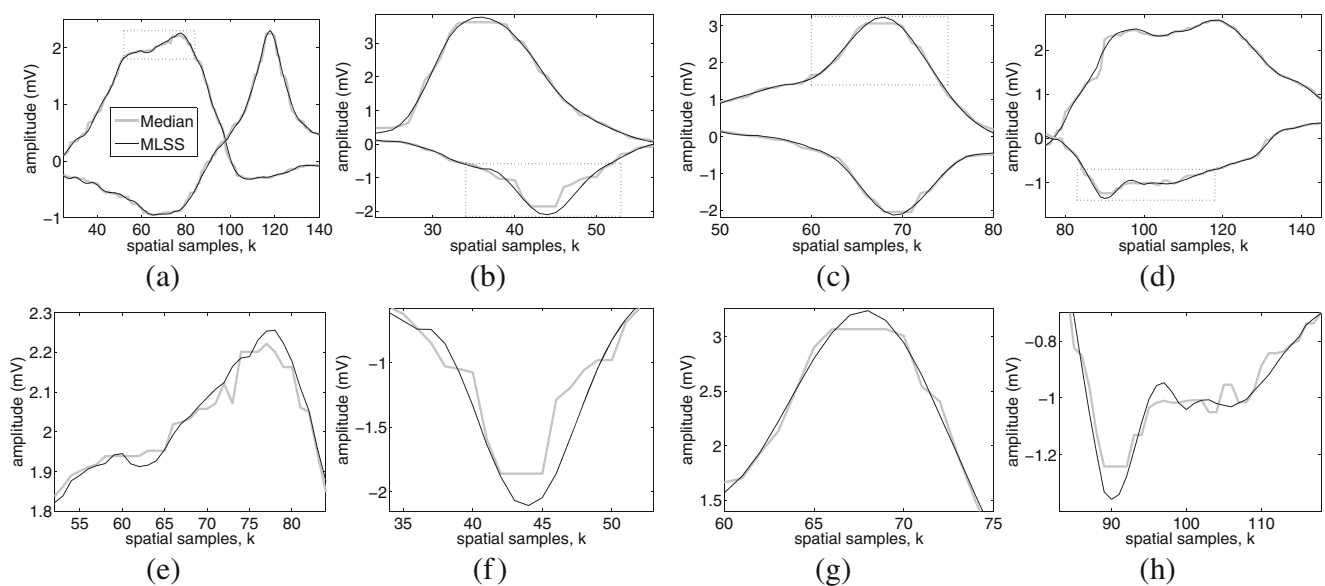 amplitude (mV)
2
1
0
−1
40 60 80 100 120 140
spatial samples, k
Median
MLSS
(a)
amplitude (mV)
3
2
1
0
−1
−2
30 40 50
spatial samples, k
(b)
amplitude (mV)
3
2
1
0
−1
−2
50 60 70 80
spatial samples, k
(c)
amplitude (mV)
2
1
0
−1
80 100 120 140
spatial samples, k
(d)
amplitude (mV)
2.3
2.2
2.1
2
1.9
1.8
55 60 65 70 75 80
spatial samples, k
(e)
amplitude (mV)
−1
−1.5
−2
35 40 45 50
spatial samples, k
(f)
amplitude (mV)
3
2.5
2
1.5
60 65 70 75
spatial samples, k
(g)
amplitude (mV)
−0.8
−1
−1.2
90 100 110
spatial samples, k
(h)